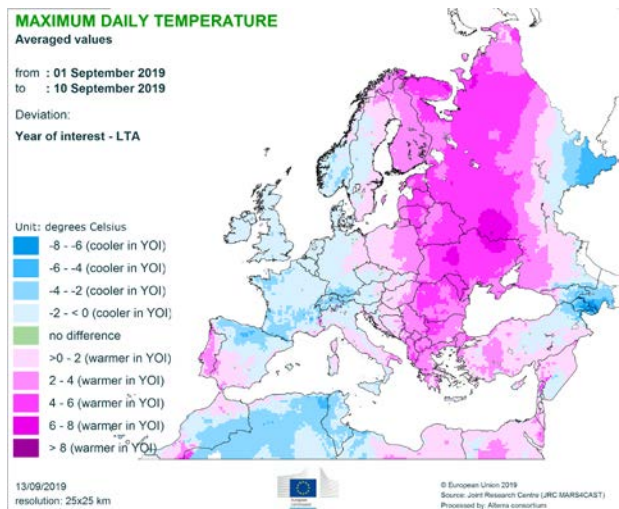 MAXIMUM DAILY TEMPERATURE
Averaged values
from : 01 September 2019
to : 10 September 2019
Deviation:
Year of interest - LTA
Unit: degrees Celsius
-8 - -6 (cooler in YOI)
-6 - -4 (cooler in YOI)
-4 - -2 (cooler in YOI)
-2 - < 0 (cooler in YOI)
no difference
>0 - 2 (warmer in YOI)
2 - 4 (warmer in YOI)
4 - 6 (warmer in YOI)
6 - 8 (warmer in YOI)
> 8 (warmer in YOI)
13/09/2019
resolution: 25x25 km
© European Union 2019
Source: Joint Research Centre (JRC MARS4CAST)
Processed by: Alterra consortium